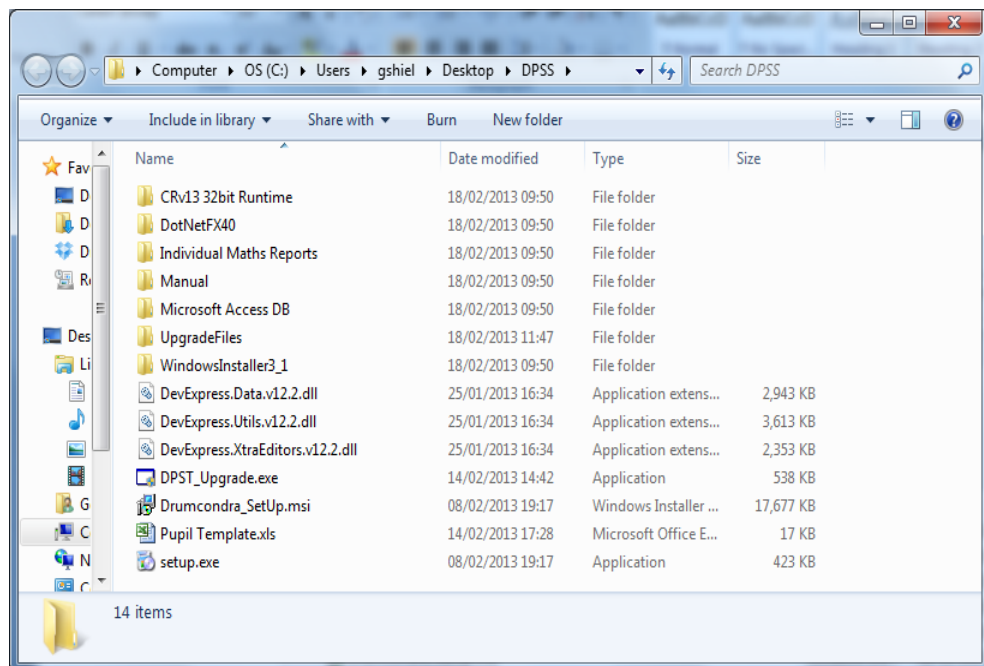 Computer ▸ OS (C:) ▸ Users ▸ gshiel ▸ Desktop ▸ DPSS ▸ Search DPSS
Organize Include in library Share with Burn New folder
Name Date modified Type Size
Fav
D
D
D
R
Des
Li
G
C
N
C
CRv13 32bit Runtime 18/02/2013 09:50 File folder
DotNetFX40 18/02/2013 09:50 File folder
Individual Maths Reports 18/02/2013 09:50 File folder
Manual 18/02/2013 09:50 File folder
Microsoft Access DB 18/02/2013 09:50 File folder
UpgradeFiles 18/02/2013 11:47 File folder
WindowsInstaller3_1 18/02/2013 09:50 File folder
DevExpress.Data.v12.2.dll 25/01/2013 16:34 Application extens... 2,943 KB
DevExpress.Utils.v12.2.dll 25/01/2013 16:34 Application extens... 3,613 KB
DevExpress.XtraEditors.v12.2.dll 25/01/2013 16:34 Application extens... 2,353 KB
DPST_Upgrade.exe 14/02/2013 14:42 Application 538 KB
Drumcondra_SetUp.msi 08/02/2013 19:17 Windows Installer ... 17,677 KB
Pupil Template.xls 14/02/2013 17:28 Microsoft Office E... 17 KB
setup.exe 08/02/2013 19:17 Application 423 KB
14 items